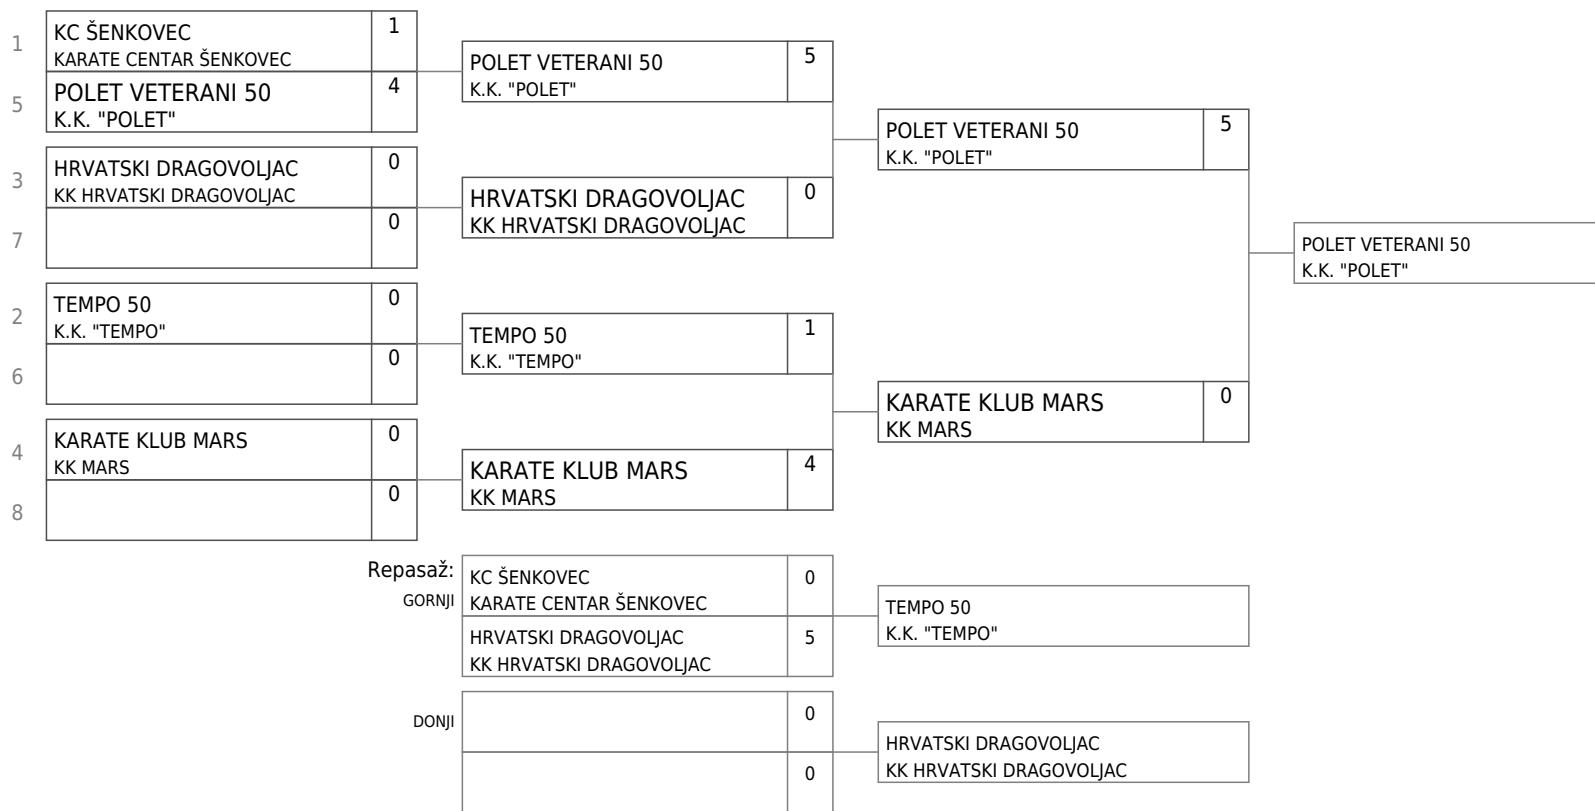 1
KC ŠENKOVEC
KARATE CENTAR ŠENKOVEC
1
5
POLET VETERANI 50
K.K. "POLET"
4
3
HRVATSKI DRAGOVOLJAC
KK HRVATSKI DRAGOVOLJAC
0
7
0
2
TEMPO 50
K.K. "TEMPO"
0
6
0
4
KARATE KLUB MARS
KK MARS
0
8
0
POLET VETERANI 50
K.K. "POLET"
5
HRVATSKI DRAGOVOLJAC
KK HRVATSKI DRAGOVOLJAC
0
TEMPO 50
K.K. "TEMPO"
1
KARATE KLUB MARS
KK MARS
4
POLET VETERANI 50
K.K. "POLET"
5
KARATE KLUB MARS
KK MARS
0
POLET VETERANI 50
K.K. "POLET"
Repasaž:
GORNJI
KC ŠENKOVEC
KARATE CENTAR ŠENKOVEC
0
HRVATSKI DRAGOVOLJAC
KK HRVATSKI DRAGOVOLJAC
5
TEMPO 50
K.K. "TEMPO"
DONJI
0
0
HRVATSKI DRAGOVOLJAC
KK HRVATSKI DRAGOVOLJAC